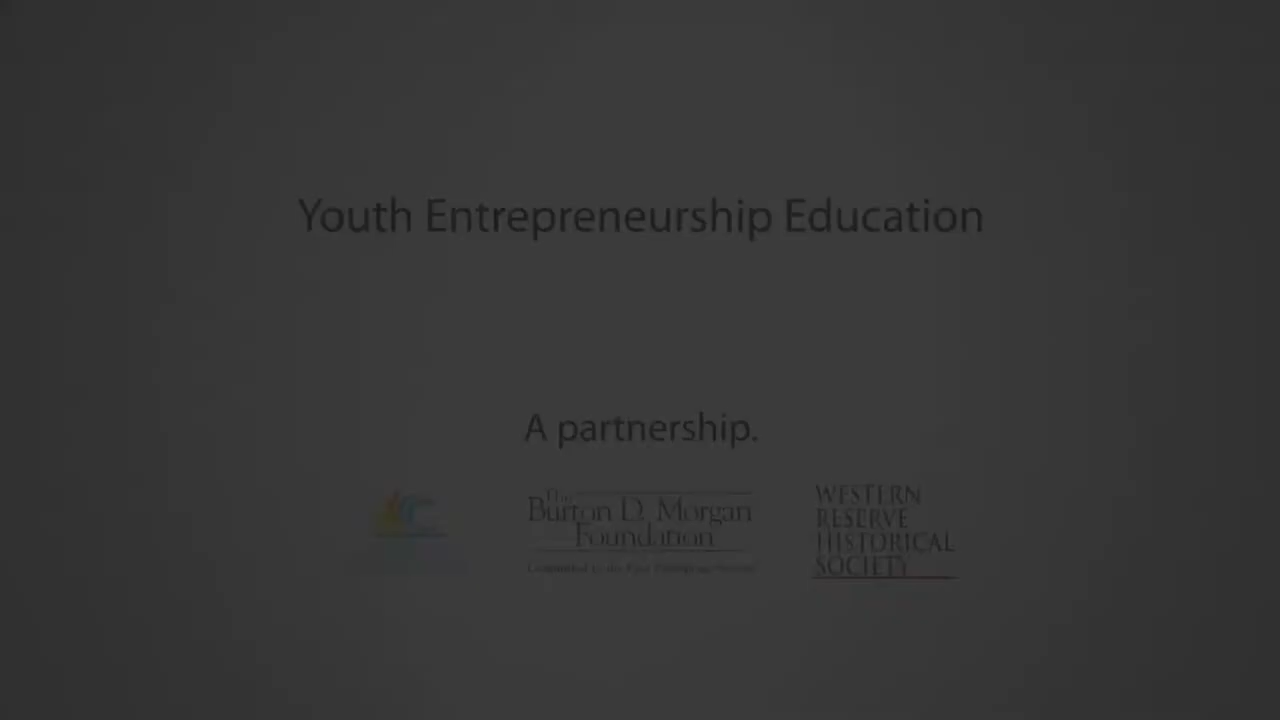 Youth Entrepreneurship Education
A partnership.
The
Burton D. Morgan
Foundation
WESTERN
RESERVE
HISTORICAL
SOCIETY